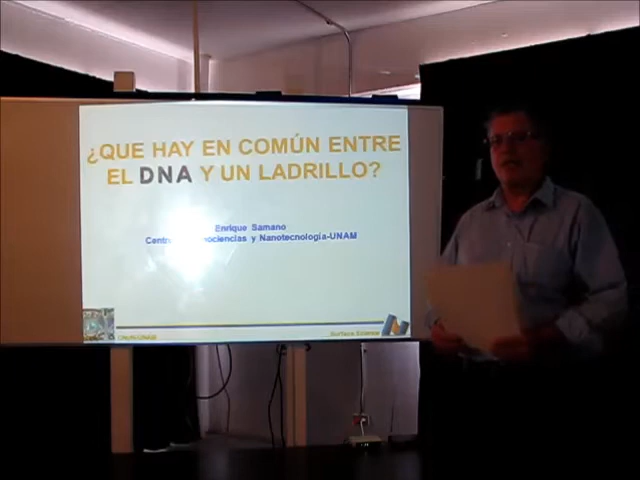 ¿QUE HAY EN COMÚN ENTRE
EL DNA Y UN LADRILLO?
Enrique Samano
Nanotecnología-UNAM